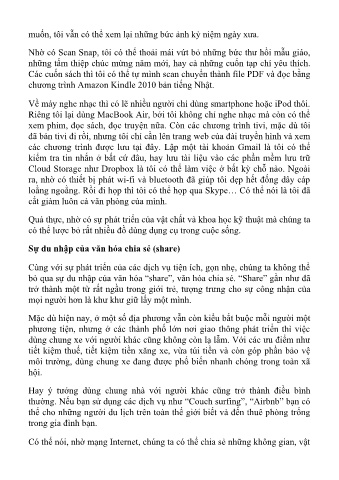 muốn, tôi vẫn có thể xem lại những bức ảnh kỷ niệm ngày xưa.
Nhờ có Scan Snap, tôi có thể thoải mái vứt bỏ những bức thư hồi mẫu giáo,
những tấm thiệp chúc mừng năm mới, hay cả những cuốn tạp chí yêu thích.
Các cuốn sách thì tôi có thể tự mình scan chuyển thành file PDF và đọc bằng
chương trình Amazon Kindle 2010 bản tiếng Nhật.
Về máy nghe nhạc thì có lẽ nhiều người chỉ dùng smartphone hoặc iPod thôi.
Riêng tôi lại dùng MacBook Air, bởi tôi không chỉ nghe nhạc mà còn có thể
xem phim, đọc sách, đọc truyện nữa. Còn các chương trình tivi, mặc dù tôi
đã bán tivi đi rồi, nhưng tôi chỉ cần lên trang web của đài truyền hình và xem
các chương trình được lưu tại đây. Lập một tài khoản Gmail là tôi có thể
kiểm tra tin nhắn ở bất cứ đâu, hay lưu tài liệu vào các phần mềm lưu trữ
Cloud Storage như Dropbox là tôi có thể làm việc ở bất kỳ chỗ nào. Ngoài
ra, nhờ có thiết bị phát wi-fi và bluetooth đã giúp tôi dẹp hết đống dây cáp
loằng ngoằng. Rồi đi họp thì tôi có thể họp qua Skype… Có thể nói là tôi đã
cắt giảm luôn cả văn phòng của mình.
Quả thực, nhờ có sự phát triển của vật chất và khoa học kỹ thuật mà chúng ta
có thể lược bỏ rất nhiều đồ dùng dụng cụ trong cuộc sống.
Sự du nhập của văn hóa chia sẻ (share)
Cùng với sự phát triển của các dịch vụ tiện ích, gọn nhẹ, chúng ta không thể
bỏ qua sự du nhập của văn hóa “share”, văn hóa chia sẻ. “Share” gần như đã
trở thành một từ rất ngầu trong giới trẻ, tượng trưng cho sự công nhận của
mọi người hơn là khư khư giữ lấy một mình.
Mặc dù hiện nay, ở một số địa phương vẫn còn kiểu bắt buộc mỗi người một
phương tiện, nhưng ở các thành phố lớn nơi giao thông phát triển thì việc
dùng chung xe với người khác cũng không còn lạ lẫm. Với các ưu điểm như
tiết kiệm thuế, tiết kiệm tiền xăng xe, vừa túi tiền và còn góp phần bảo vệ
môi trường, dùng chung xe đang được phổ biến nhanh chóng trong toàn xã
hội.
Hay ý tưởng dùng chung nhà với người khác cũng trở thành điều bình
thường. Nếu bạn sử dụng các dịch vụ như “Couch surfing”, “Airbnb” bạn có
thể cho những người du lịch trên toàn thế giới biết và đến thuê phòng trống
trong gia đình bạn.
Có thể nói, nhờ mạng Internet, chúng ta có thể chia sẻ những không gian, vật